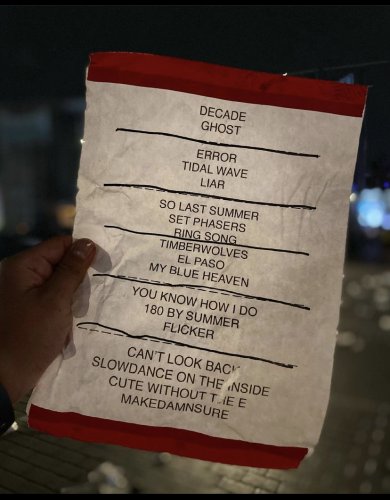 DECADE
GHOST
ERROR
TIDAL WAVE
LIAR
SO LAST SUMMER
SET PHASERS
RING SONG
TIMBERWOLVES
EL PASO
MY BLUE HEAVEN
YOU KNOW HOW I DO
180 BY SUMMER
FLICKER
CAN'T LOOK BACK
SLOWDANCE ON THE INSIDE
CUTE WITHOUT THE E
MAKEDAMNSURE